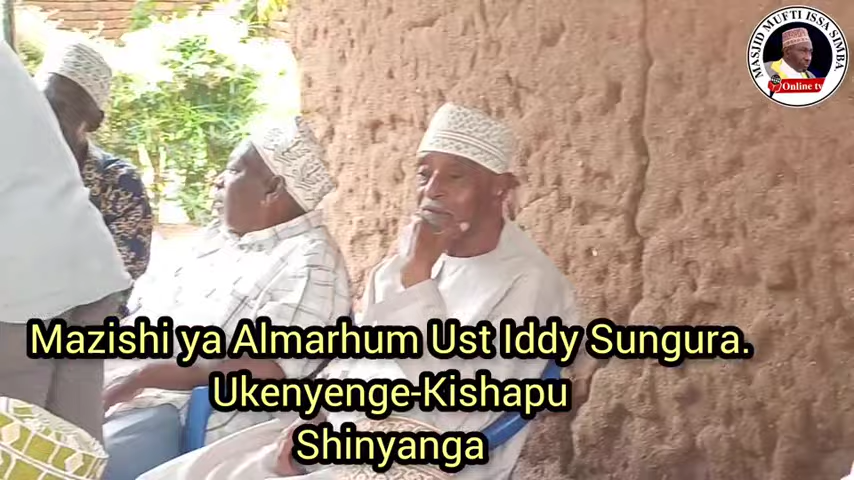 MASJID MUFTI ISSA SIMBA
Online tv
Mazishi ya Almarhum Ust Iddy Sungura.
Ukenyenge-Kishapu
Shinyanga